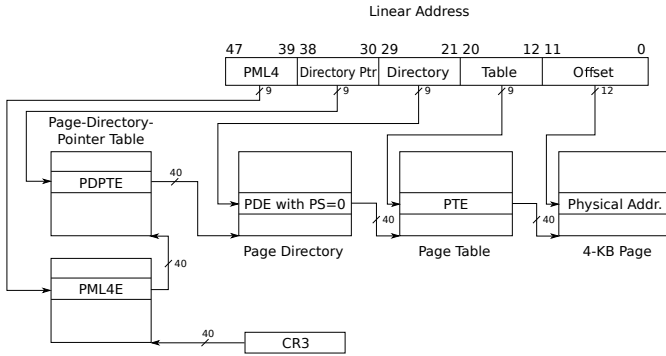 Linear Address
47 39 38 30 29 21 20 12 11 0
PML4 Directory Ptr Directory Table Offset
9 9 9 9 12
Page-Directory-
Pointer Table
PDPTE
40
PDE with PS=0
40
PTE
40
Physical Addr.
Page Directory
Page Table
4-KB Page
40
PML4E
40
CR3